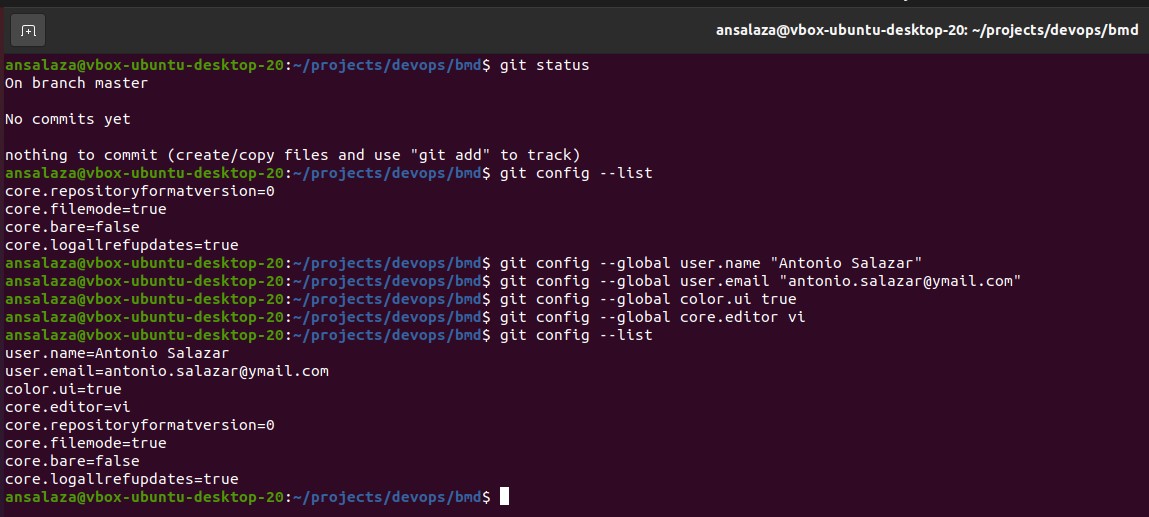 ansalaza@vbox-ubuntu-desktop-20: ~/projects/devops/bmd
ansalaza@vbox-ubuntu-desktop-20:~/projects/devops/bmd$ git status
On branch master
No commits yet
nothing to commit (create/copy files and use "git add" to track)
ansalaza@vbox-ubuntu-desktop-20:~/projects/devops/bmd$ git config --list
core.repositoryformatversion=0
core.filemode=true
core.bare=false
core.logallrefupdates=true
ansalaza@vbox-ubuntu-desktop-20:~/projects/devops/bmd$ git config --global user.name "Antonio Salazar"
ansalaza@vbox-ubuntu-desktop-20:~/projects/devops/bmd$ git config --global user.email "antonio.salazar@ymail.com"
ansalaza@vbox-ubuntu-desktop-20:~/projects/devops/bmd$ git config --global color.ui true
ansalaza@vbox-ubuntu-desktop-20:~/projects/devops/bmd$ git config --global core.editor vi
ansalaza@vbox-ubuntu-desktop-20:~/projects/devops/bmd$ git config --list
user.name=Antonio Salazar
user.email=antonio.salazar@ymail.com
color.ui=true
core.editor=vi
core.repositoryformatversion=0
core.filemode=true
core.bare=false
core.logallrefupdates=true
ansalaza@vbox-ubuntu-desktop-20:~/projects/devops/bmd$